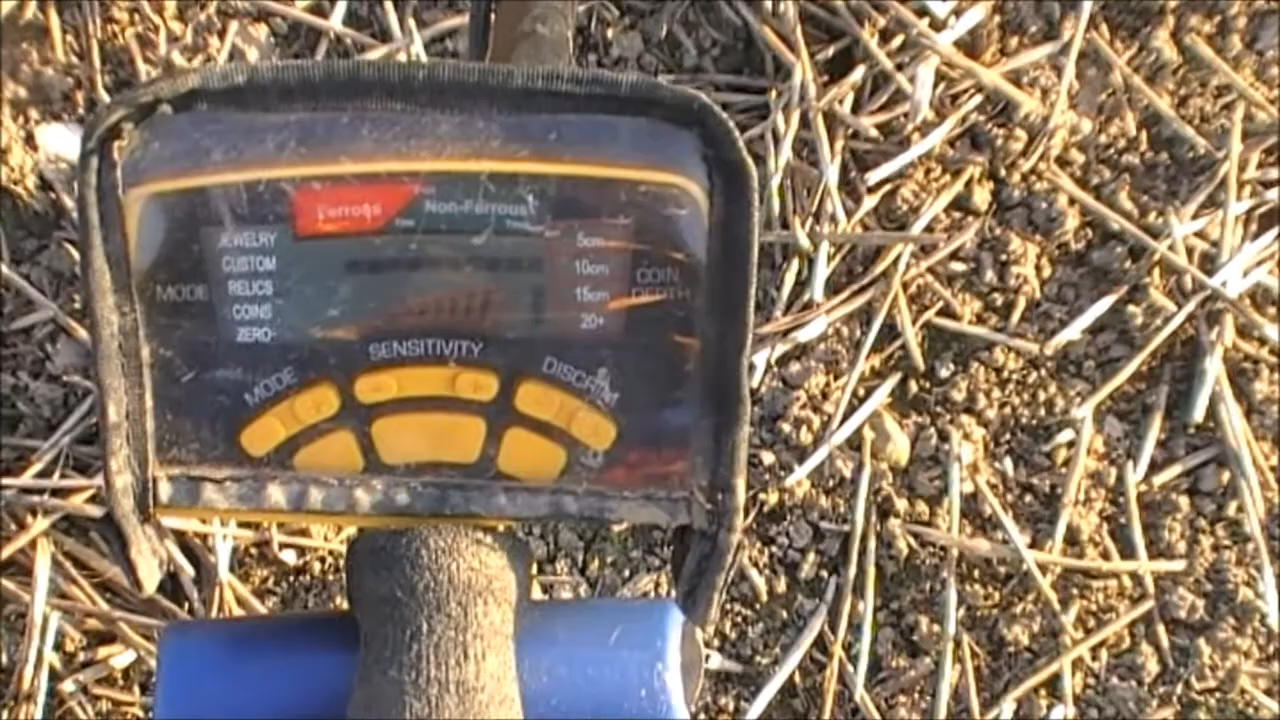 Ferrous Non-Ferrous
JEWELRY 5cm
CUSTOM 10cm COIN
MODE RELICS 15cm DEPTH
COINS 20+
ZERO
SENSITIVITY
MODE DISCRIM